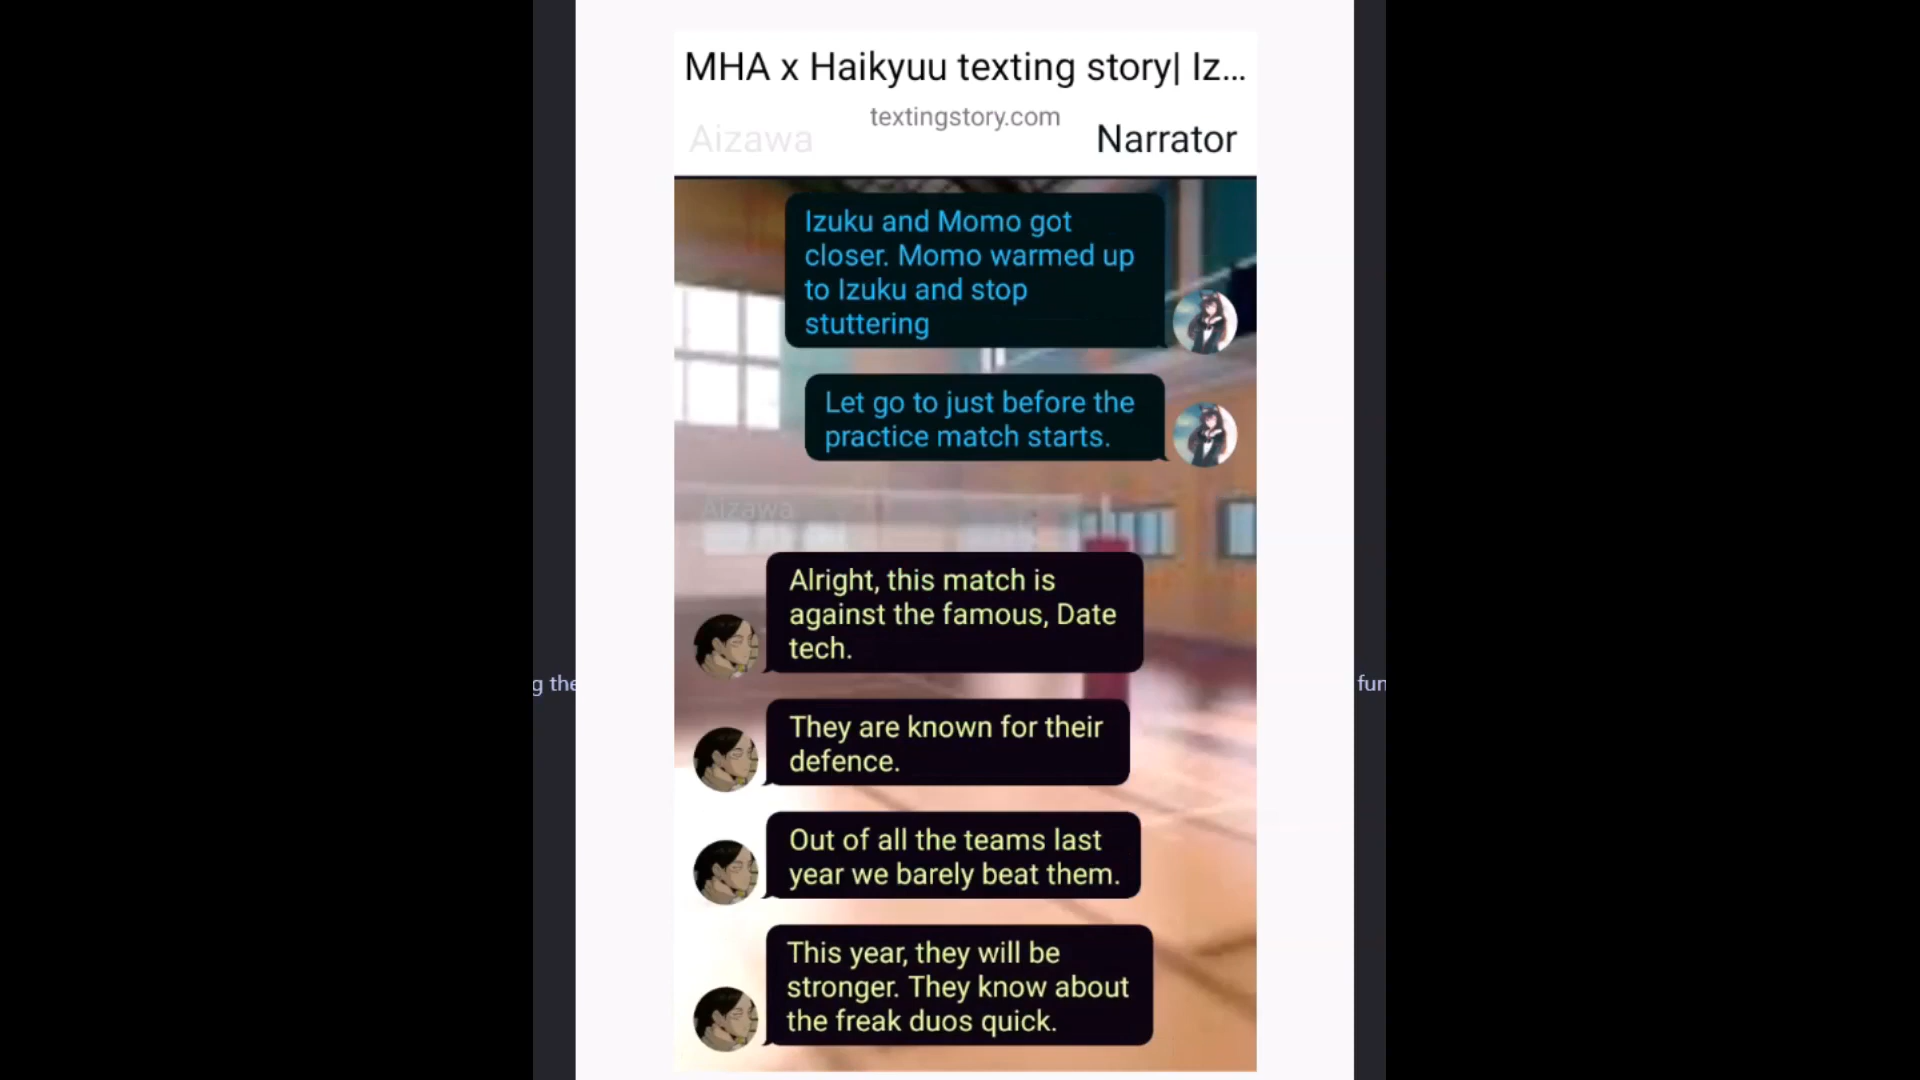 MHA x Haikyuu texting story| Iz...
textingstory.com
Aizawa
Narrator
Izuku and Momo got
closer. Momo warmed up
to Izuku and stop
stuttering
Let go to just before the
practice match starts.
Aizawa
Alright, this match is
against the famous, Date
tech.
g the
fun
They are known for their
defence.
Out of all the teams last
year we barely beat them.
This year, they will be
stronger. They know about
the freak duos quick.